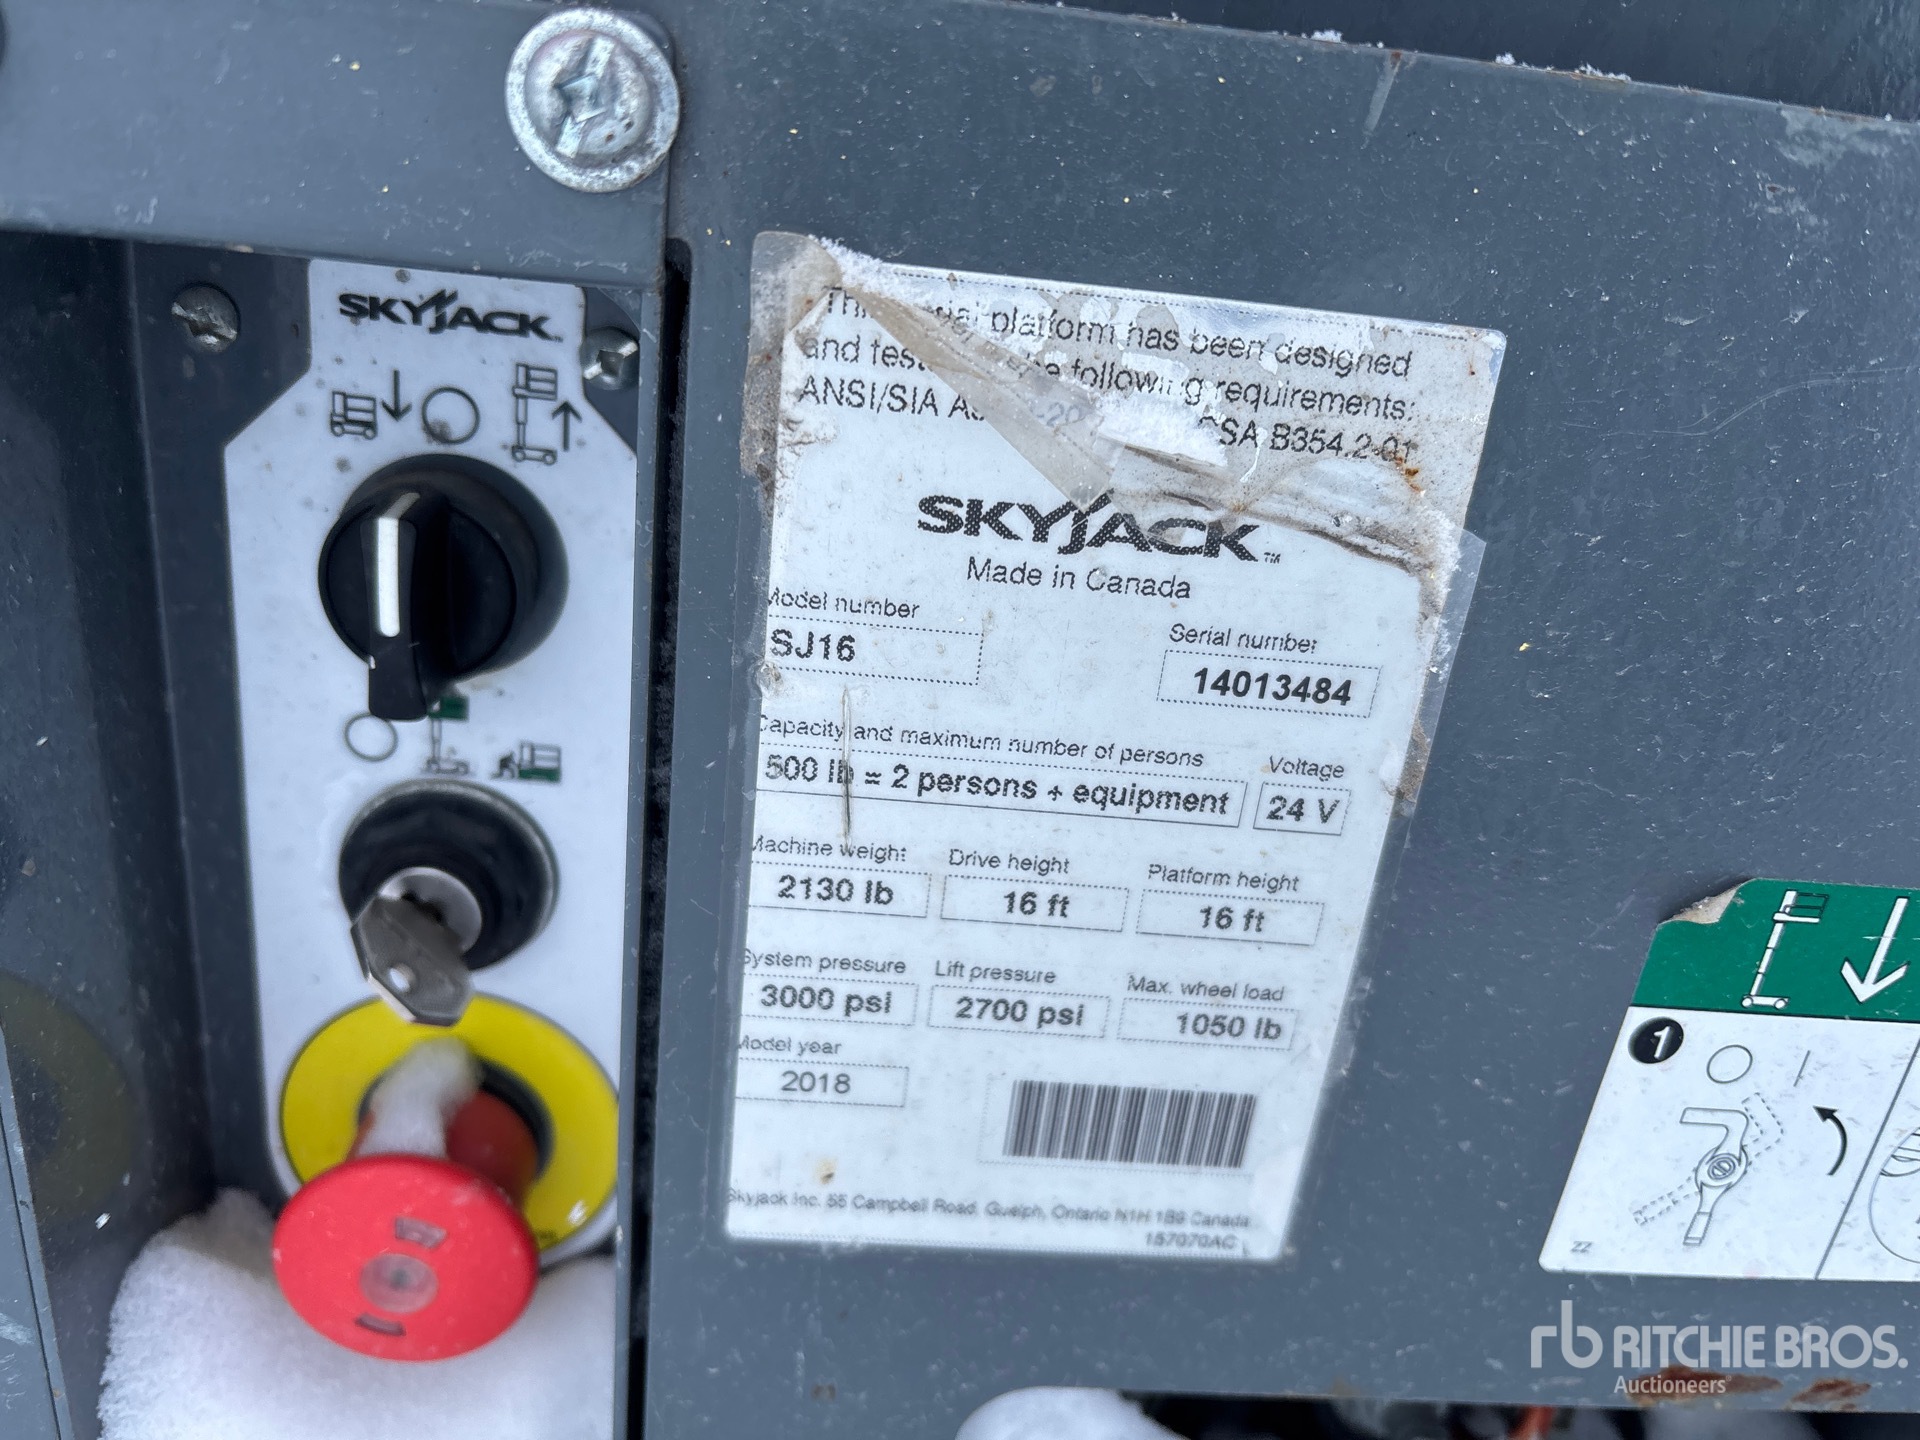 SKYJACK
platform has been designed
and following requirements:
ANSI/SIA CSA B354.2-01
SKYJACK™
Made in Canada
Model number
SJ16
Serial number
14013484
Capacity and maximum number of persons
500 lb = 2 persons + equipment
Voltage
24 V
Machine weight
2130 lb
Drive height
16 ft
Platform height
16 ft
System pressure
3000 psi
Lift pressure
2700 psi
Max. wheel load
1050 lb
Model year
2018
Skyjack Inc. 55 Campbell Road, Guelph, Ontario N1H 1B9 Canada
157070AC
1
ZZ
rb RITCHIE BROS.
Auctioneers